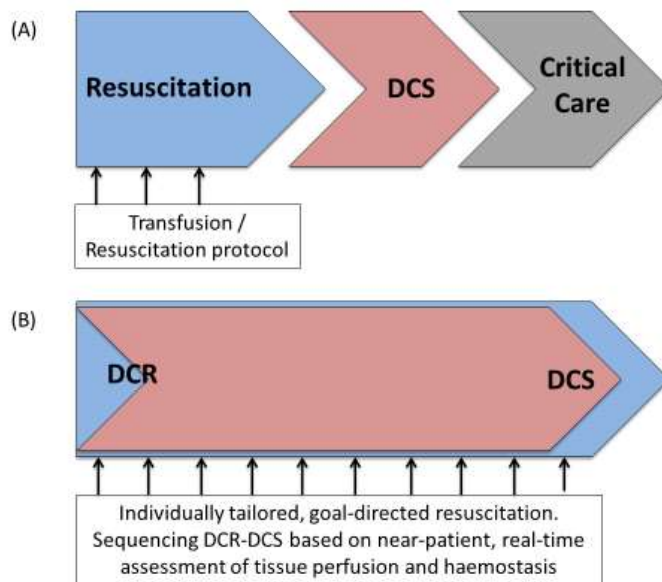 (A)
Resuscitation
DCS
Critical
Care
Transfusion /
Resuscitation protocol
(B)
DCR
DCS
Individually tailored, goal-directed resuscitation.
Sequencing DCR-DCS based on near-patient, real-time
assessment of tissue perfusion and haemostasis